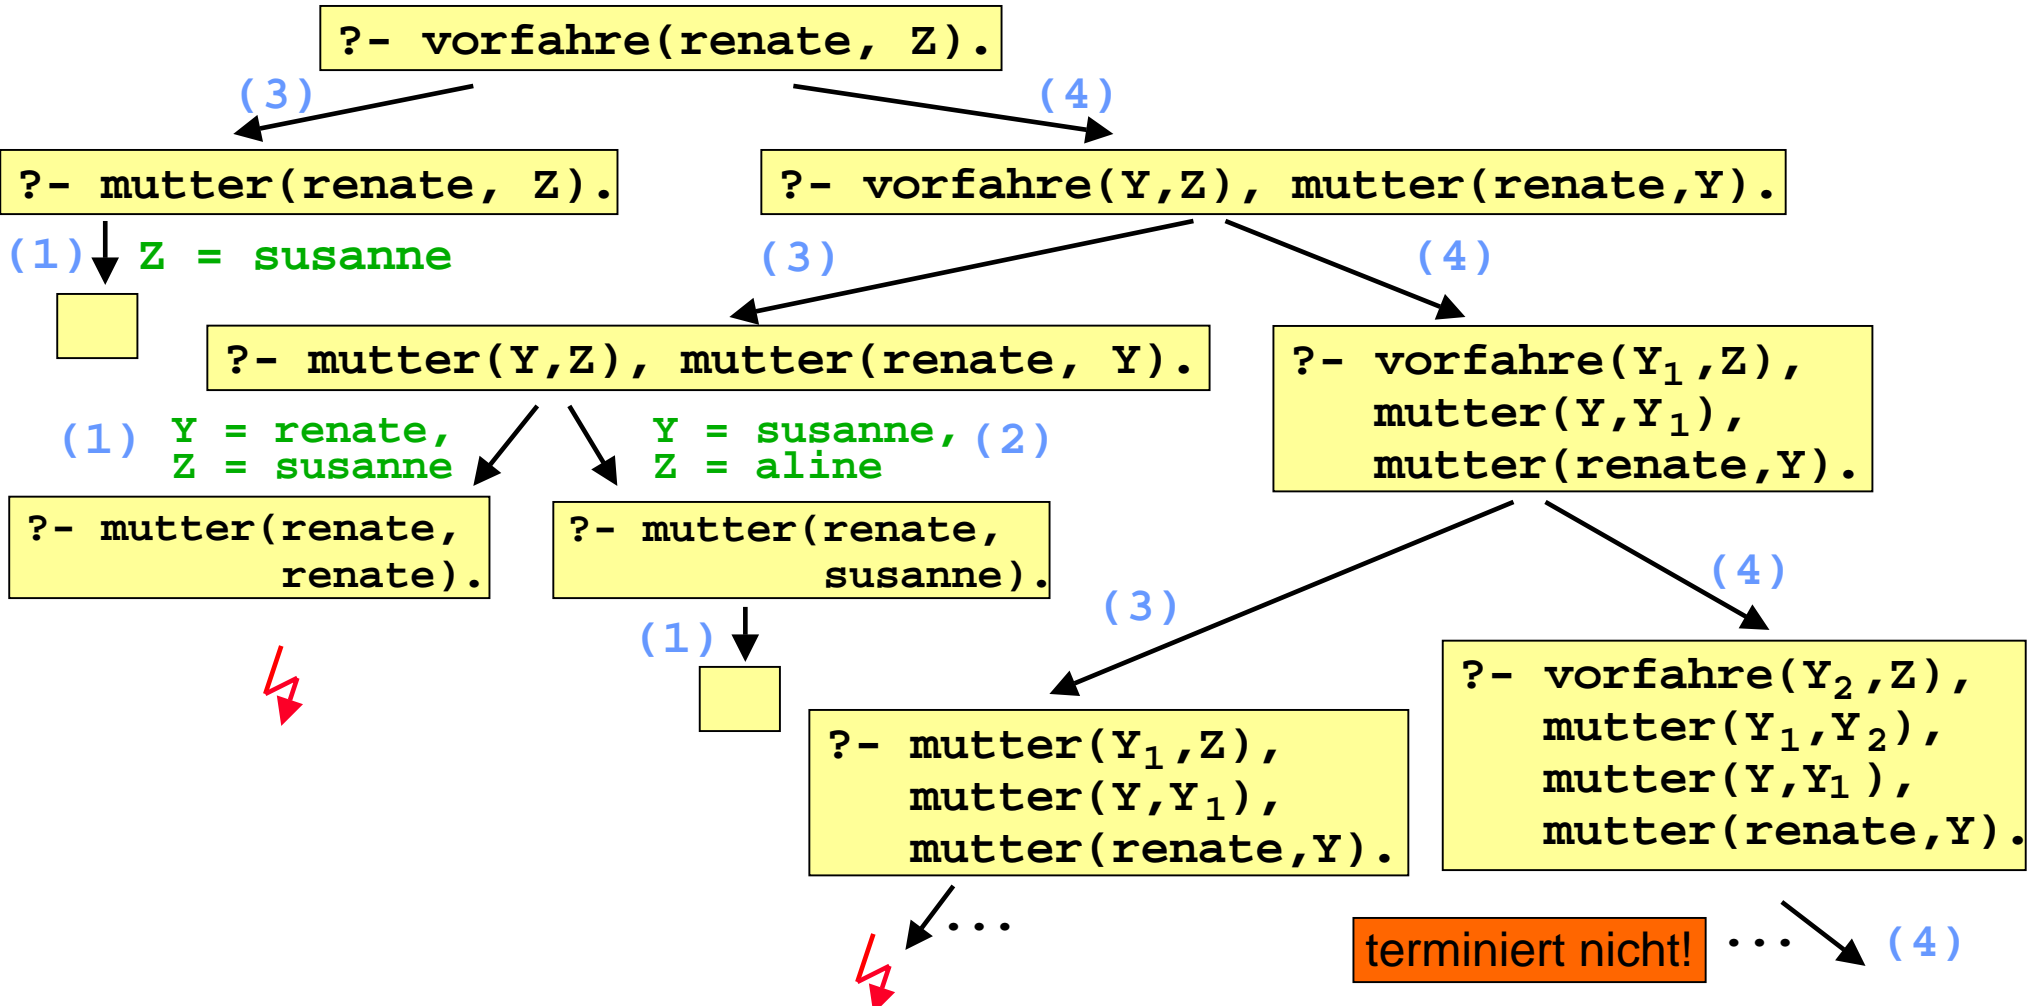 ?- vorfahre(renate, Z).
(3)
(4)
?- mutter(renate, Z).
?- vorfahre(Y,Z), mutter(renate,Y).
(1)
Z = susanne
(3)
(4)
?- mutter(Y,Z), mutter(renate, Y).
?- vorfahre(Y₁,Z),
mutter(Y,Y₁),
mutter(renate,Y).
(1)
Y = renate,
Z = susanne
Y = susanne,
Z = aline
(2)
?- mutter(renate,
renate).
?- mutter(renate,
susanne).
(1)
(3)
(4)
?- mutter(Y₁,Z),
mutter(Y,Y₁),
mutter(renate,Y).
?- vorfahre(Y₂,Z),
mutter(Y₁,Y₂),
mutter(Y,Y₁),
mutter(renate,Y).
...
terminiert nicht!
...
(4)